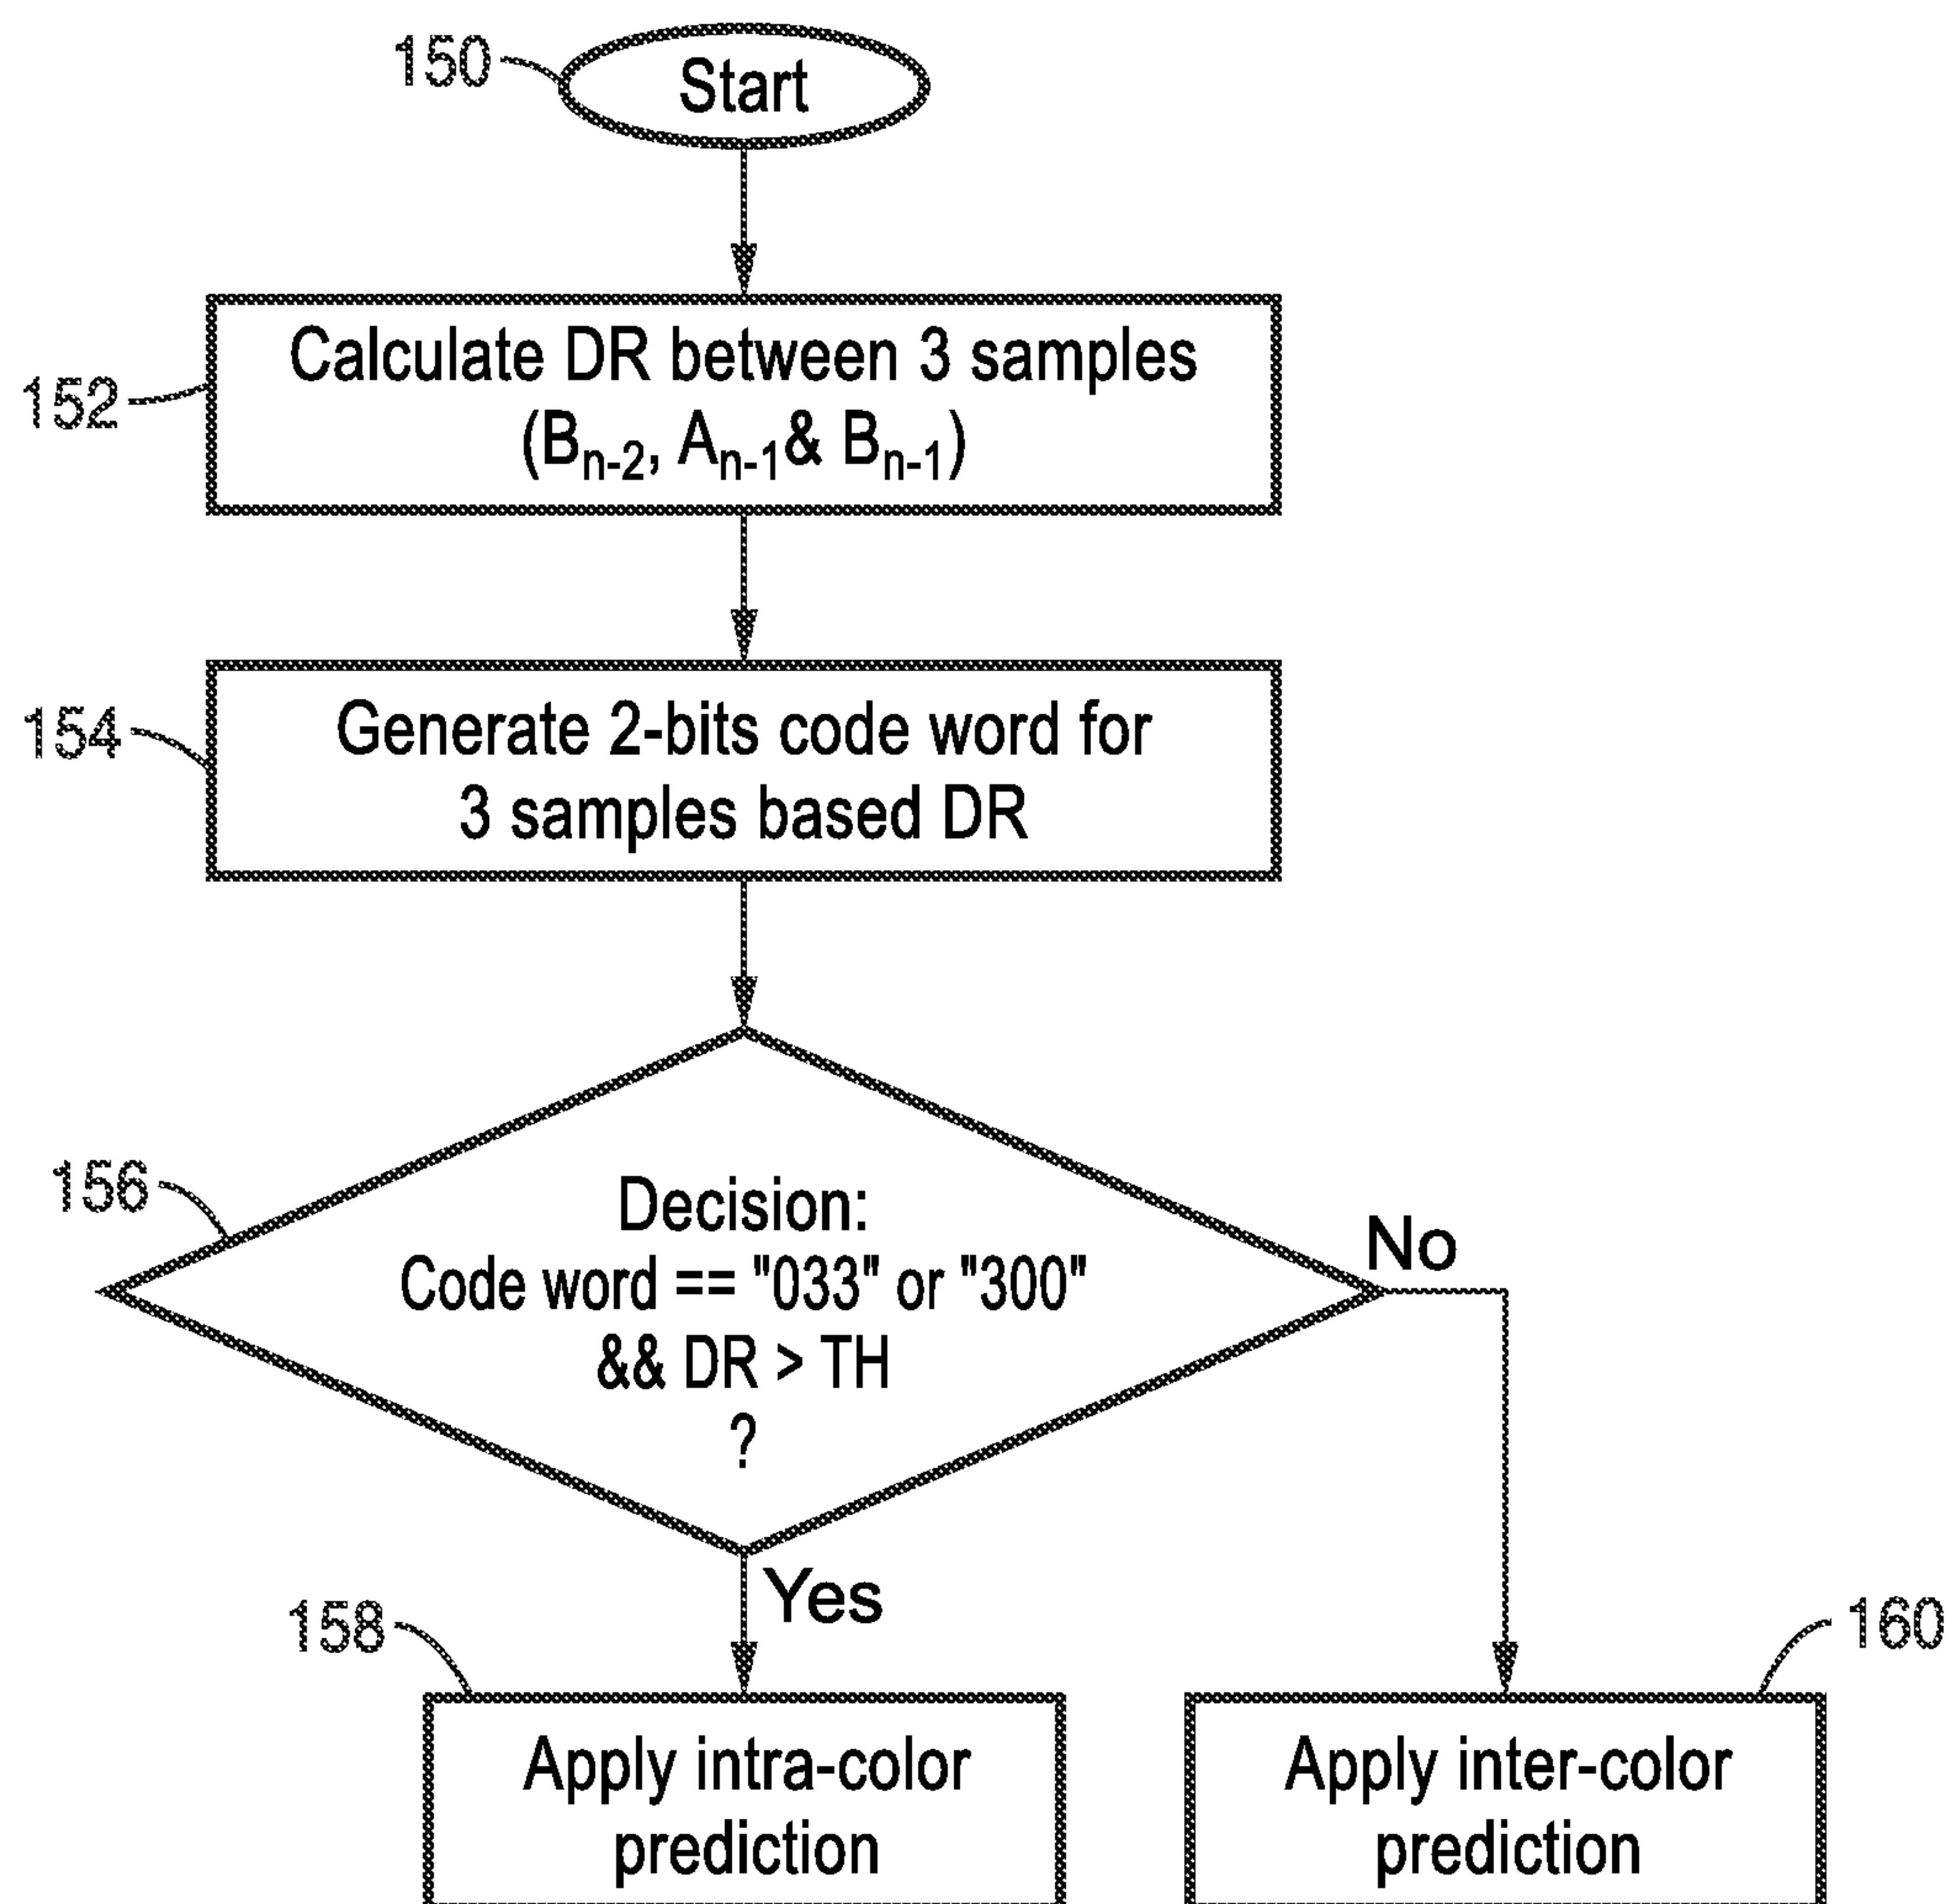 150
Start
152
Calculate DR between 3 samples
(Bn-2, An-1& Bn-1)
154
Generate 2-bits code word for
3 samples based DR
156
Decision:
Code word == "033" or "300"
&& DR > TH
?
No
Yes
158
160
Apply intra-color
prediction
Apply inter-color
prediction